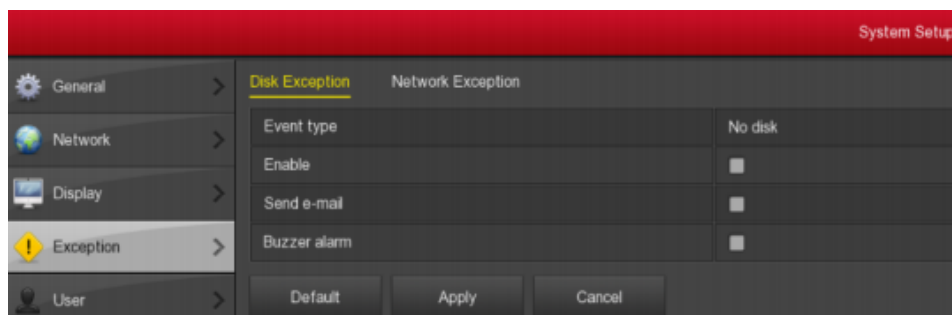 System Setup
General
Disk Exception Network Exception
Event type No disk
Network
Enable
Display
Send e-mail
Exception
Buzzer alarm
User
Default Apply Cancel